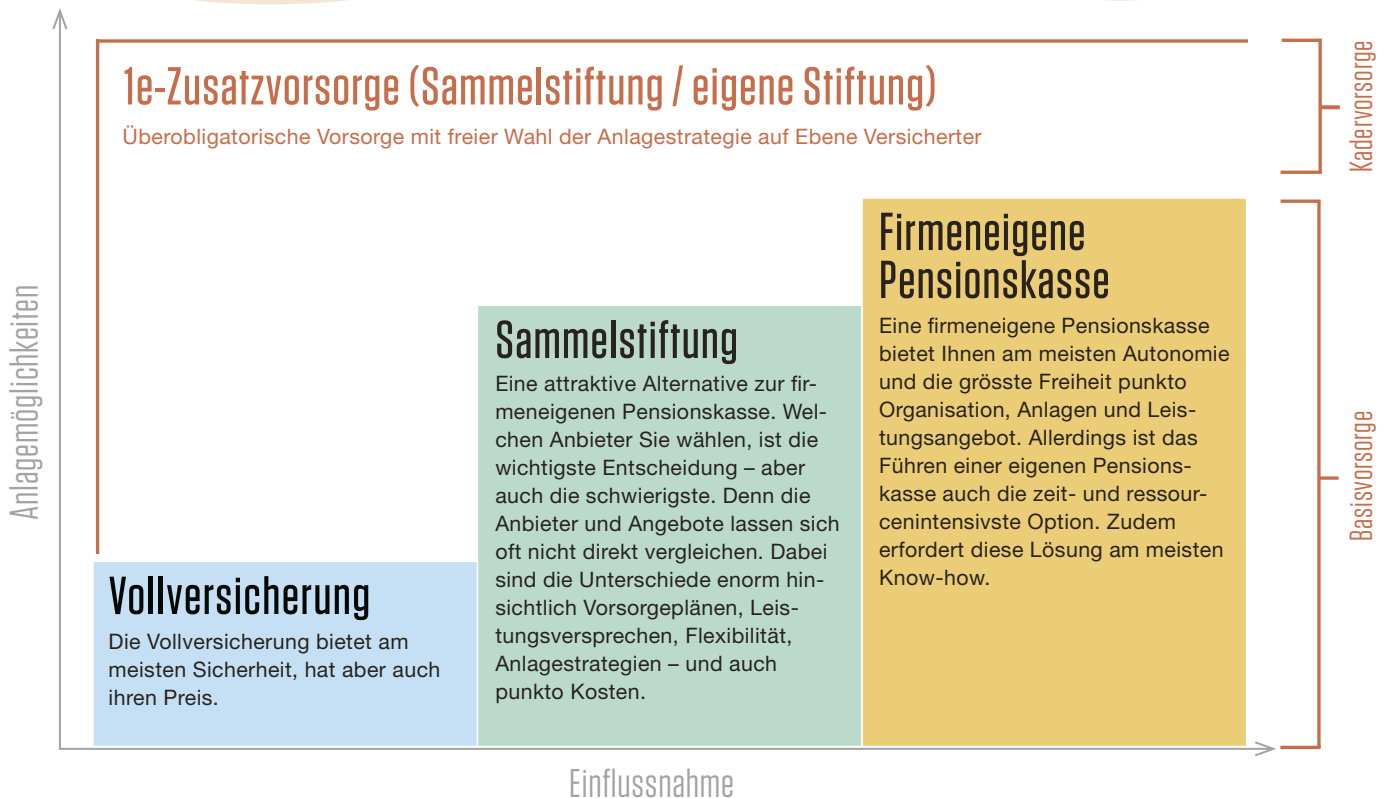 1e-Zusatzvorsorge (Sammelstiftung / eigene Stiftung)
Überobligatorische Vorsorge mit freier Wahl der Anlagestrategie auf Ebene Versicherter
Kadervorsorge
Firmeneigene
Pensionskasse
Eine firmeneigene Pensionskasse
bietet Ihnen am meisten Autonomie
und die grösste Freiheit punkto
Organisation, Anlagen und Leis-
tungsangebot. Allerdings ist das
Führen einer eigenen Pensions-
kasse auch die zeit- und ressour-
cenintensivste Option. Zudem
erfordert diese Lösung am meisten
Know-how.
Sammelstiftung
Eine attraktive Alternative zur fir-
meneigenen Pensionskasse. Wel-
chen Anbieter Sie wählen, ist die
wichtigste Entscheidung – aber
auch die schwierigste. Denn die
Anbieter und Angebote lassen sich
oft nicht direkt vergleichen. Dabei
sind die Unterschiede enorm hin-
sichtlich Vorsorgeplänen, Leis-
tungsversprechen, Flexibilität,
Anlagestrategien – und auch
punkto Kosten.
Vollversicherung
Die Vollversicherung bietet am
meisten Sicherheit, hat aber auch
ihren Preis.
Basisvorsorge
Anlagemöglichkeiten
Einflussnahme